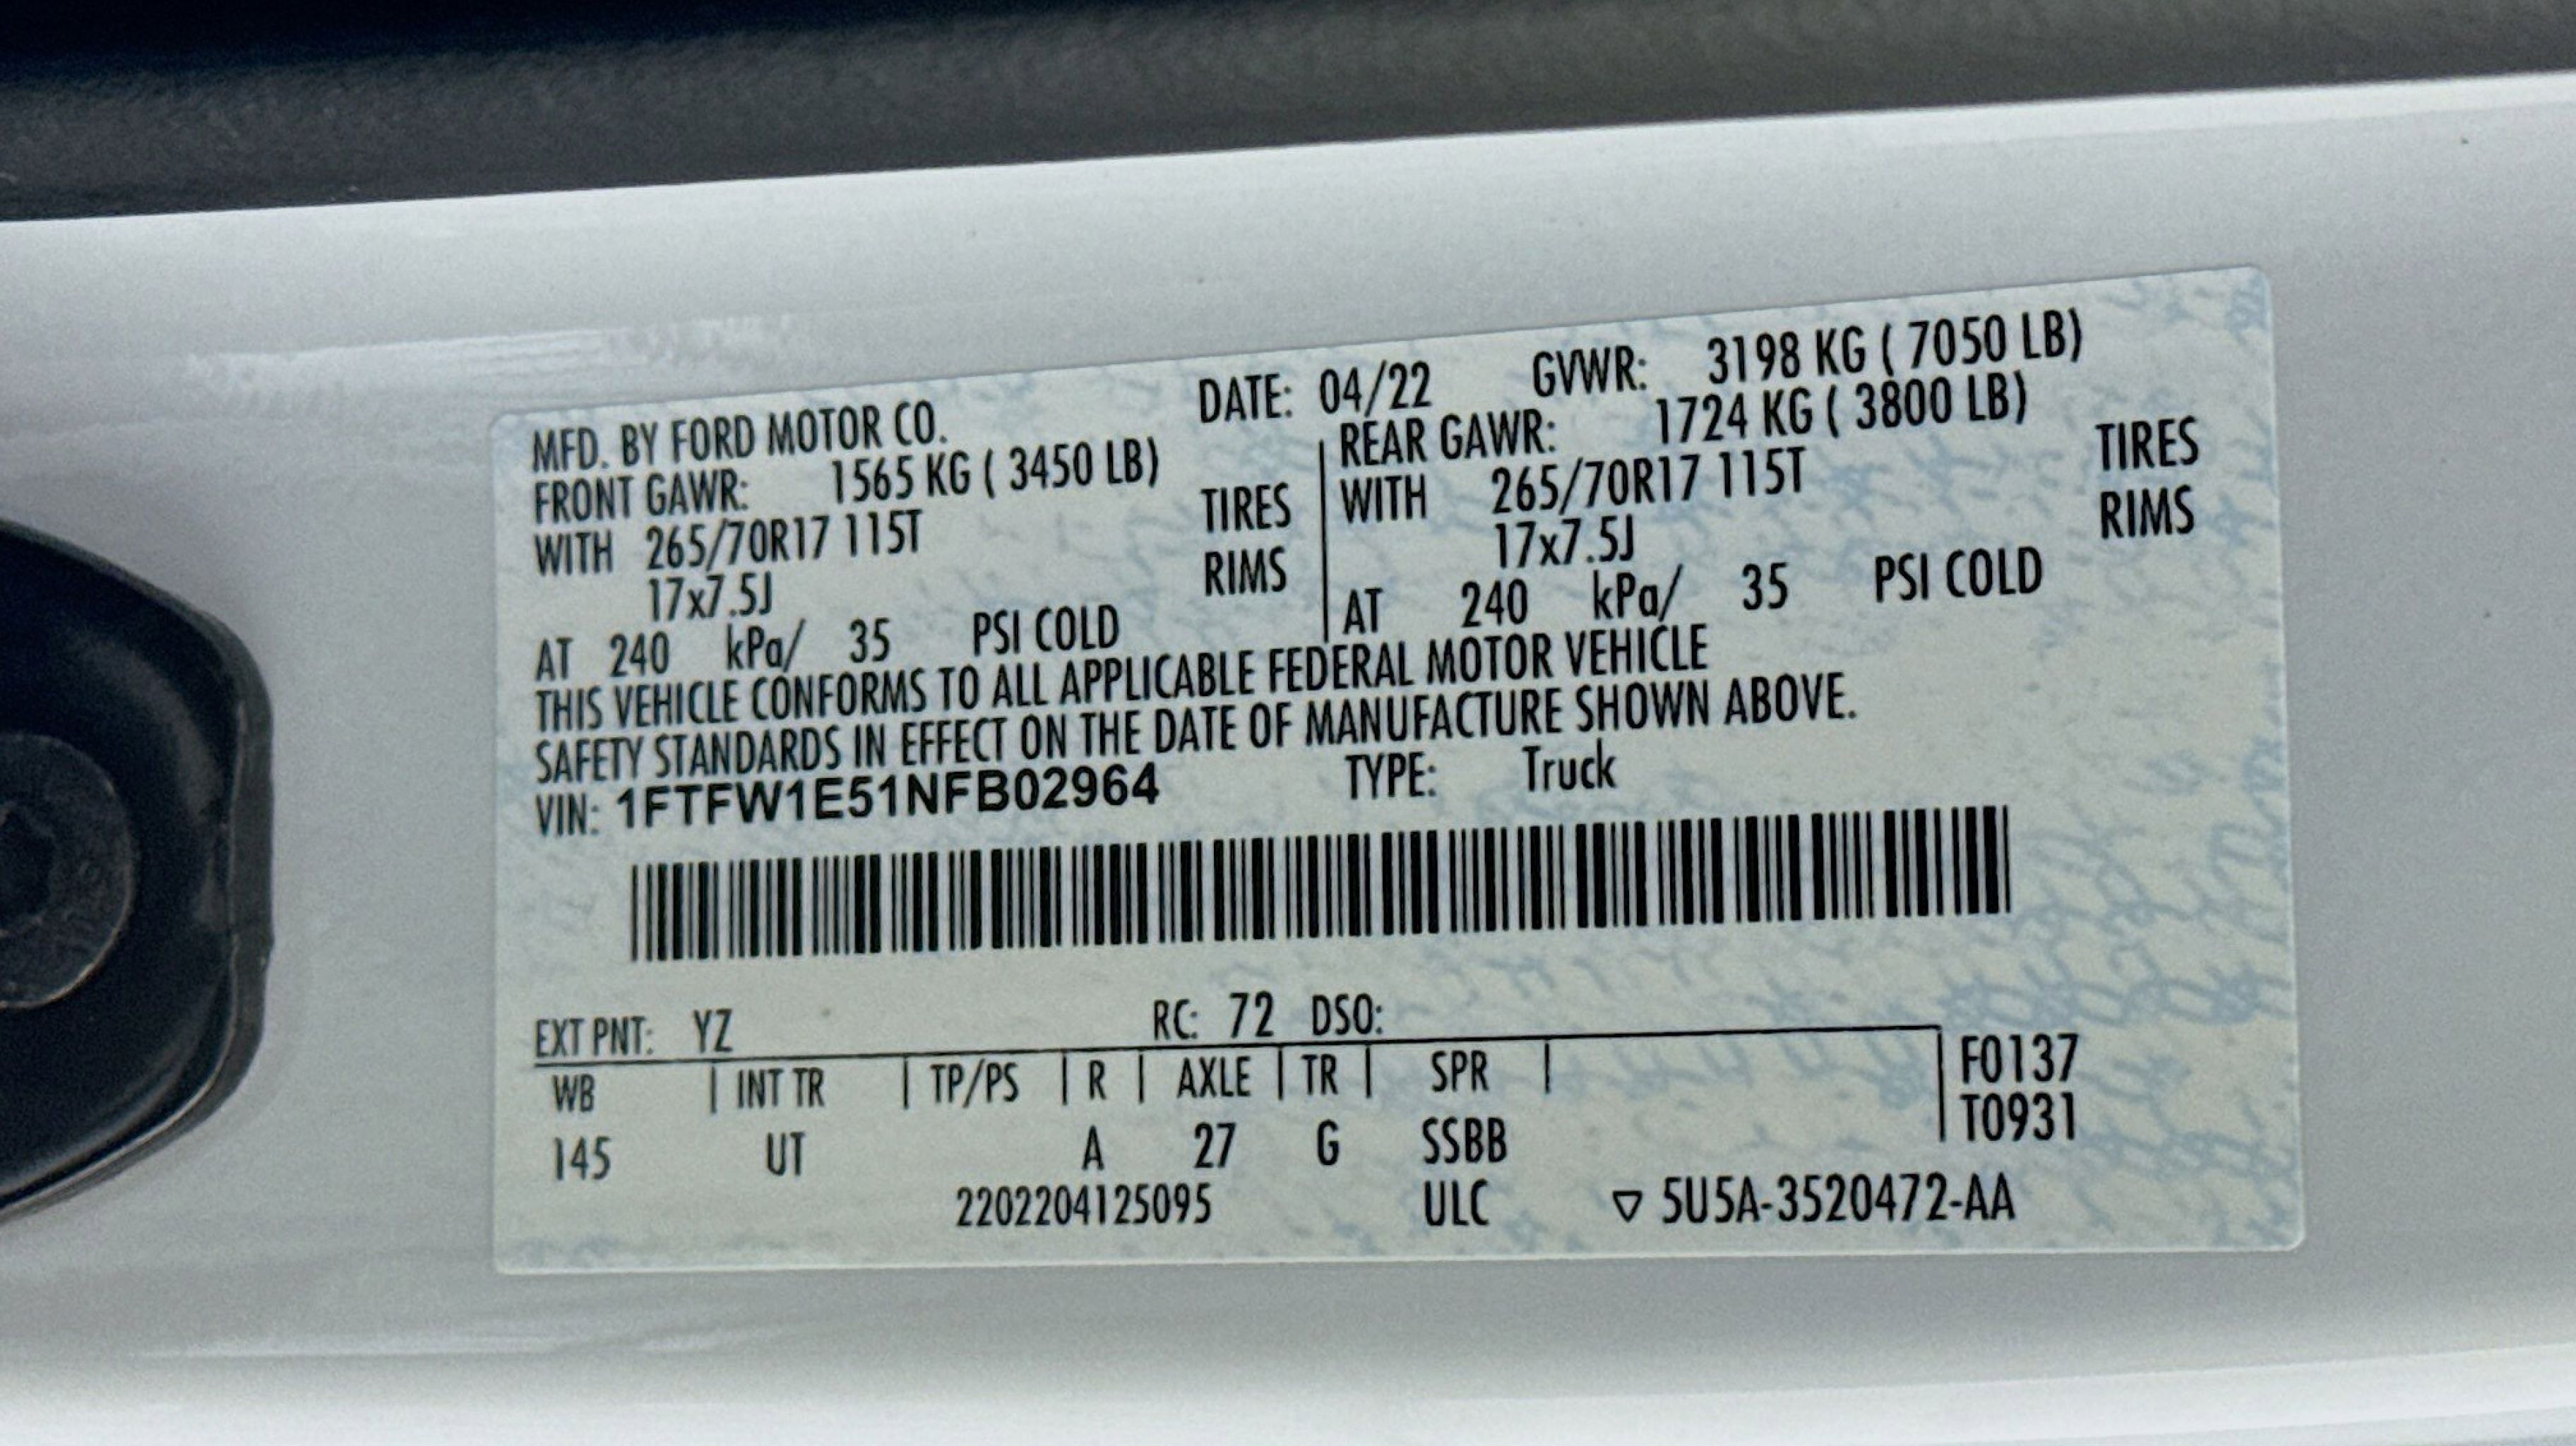 MFD. BY FORD MOTOR CO. DATE: 04/22 GVWR: 3198 KG ( 7050 LB)
FRONT GAWR: 1565 KG ( 3450 LB) REAR GAWR: 1724 KG ( 3800 LB)
WITH 265/70R17 115T TIRES WITH 265/70R17 115T TIRES
17x7.5J RIMS 17x7.5J RIMS
AT 240 kPa/ 35 PSI COLD AT 240 kPa/ 35 PSI COLD
THIS VEHICLE CONFORMS TO ALL APPLICABLE FEDERAL MOTOR VEHICLE
SAFETY STANDARDS IN EFFECT ON THE DATE OF MANUFACTURE SHOWN ABOVE.
VIN: 1FTFW1E51NFB02964 TYPE: Truck
EXT PNT: YZ RC: 72 DSO:
WB | INT TR | TP/PS | R | AXLE | TR | SPR | F0137
T0931
145 UT A 27 G SSBB
2202204125095 ULC ▽ 5U5A-3520472-AA